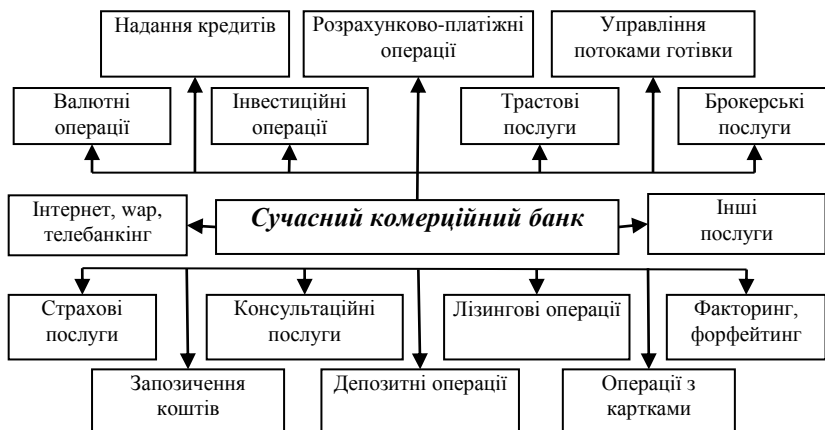 Надання кредитів
Розрахунково-платіжні
операції
Управління
потоками готівки
Валютні
операції
Інвестиційні
операції
Трастові
послуги
Брокерські
послуги
Інтернет, wap,
телебанкінг
Сучасний комерційний банк
Інші
послуги
Страхові
послуги
Консультаційні
послуги
Лізингові операції
Факторинг,
форфейтинг
Запозичення
коштів
Депозитні операції
Операції з
картками